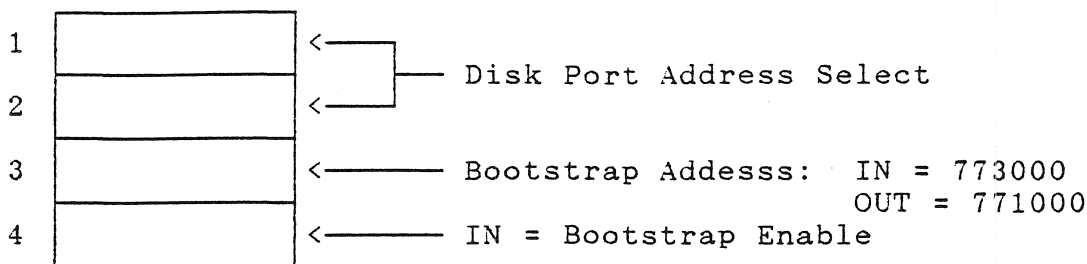 1
Disk Port Address Select
2
3 Bootstrap Addesss: IN = 773000
OUT = 771000
4 IN = Bootstrap Enable